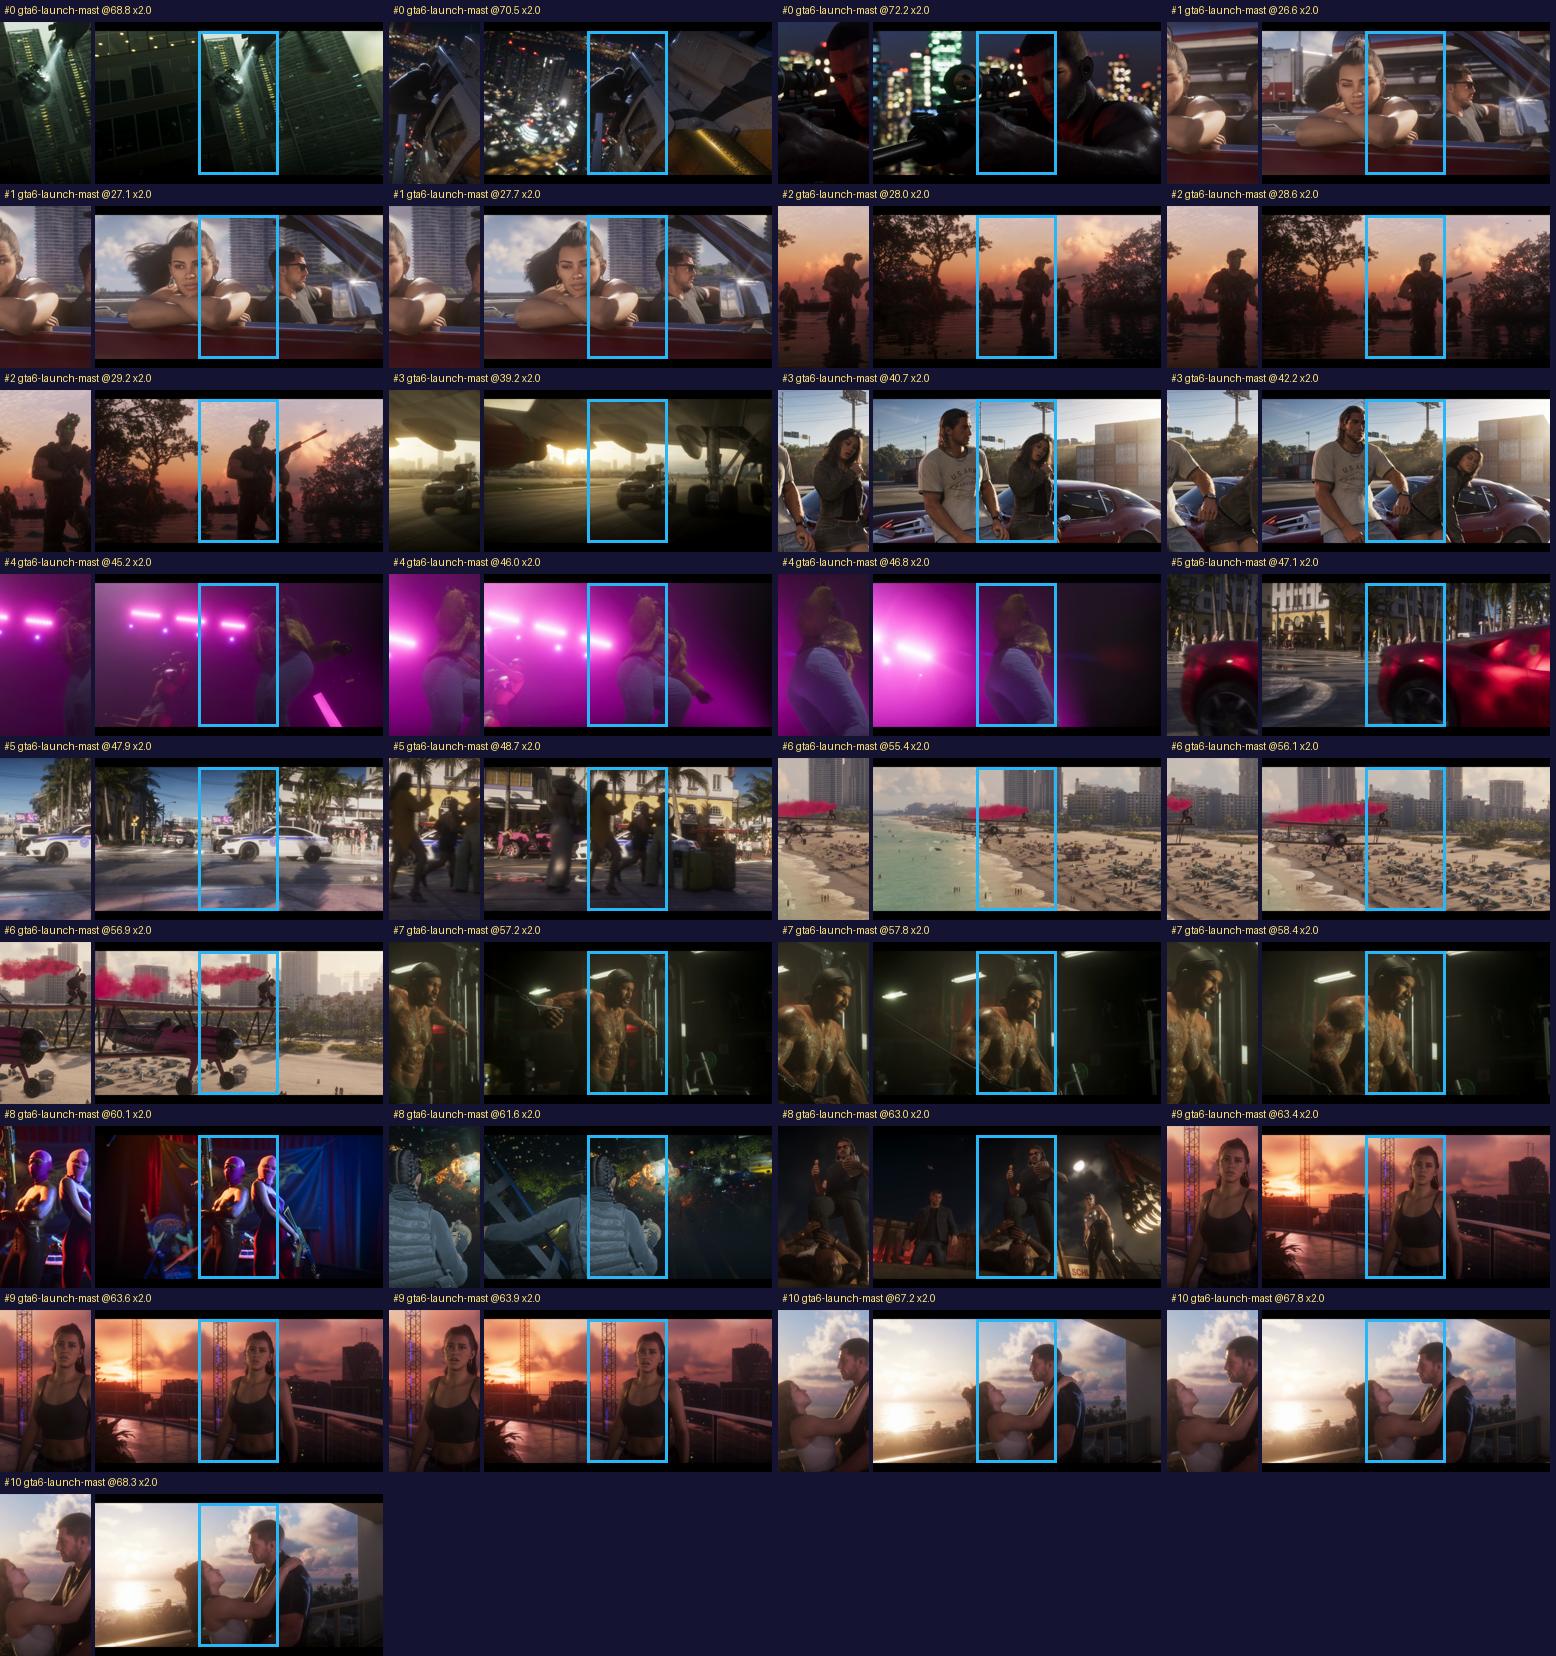 #0 gta6-launch-mast @68.8 x2.0
#0 gta6-launch-mast @70.5 x2.0
#0 gta6-launch-mast @72.2 x2.0
#1 gta6-launch-mast @26.6 x2.0
#1 gta6-launch-mast @27.1 x2.0
#1 gta6-launch-mast @27.7 x2.0
#2 gta6-launch-mast @28.0 x2.0
#2 gta6-launch-mast @28.6 x2.0
#2 gta6-launch-mast @29.2 x2.0
#3 gta6-launch-mast @39.2 x2.0
#3 gta6-launch-mast @40.7 x2.0
#3 gta6-launch-mast @42.2 x2.0
#4 gta6-launch-mast @45.2 x2.0
#4 gta6-launch-mast @46.0 x2.0
#4 gta6-launch-mast @46.8 x2.0
#5 gta6-launch-mast @47.1 x2.0
#5 gta6-launch-mast @47.9 x2.0
#5 gta6-launch-mast @48.7 x2.0
#6 gta6-launch-mast @55.4 x2.0
#6 gta6-launch-mast @56.1 x2.0
#6 gta6-launch-mast @56.9 x2.0
#7 gta6-launch-mast @57.2 x2.0
#7 gta6-launch-mast @57.8 x2.0
#7 gta6-launch-mast @58.4 x2.0
#8 gta6-launch-mast @60.1 x2.0
#8 gta6-launch-mast @61.6 x2.0
#8 gta6-launch-mast @63.0 x2.0
#9 gta6-launch-mast @63.4 x2.0
#9 gta6-launch-mast @63.6 x2.0
#9 gta6-launch-mast @63.9 x2.0
#10 gta6-launch-mast @67.2 x2.0
#10 gta6-launch-mast @67.8 x2.0
#10 gta6-launch-mast @68.3 x2.0